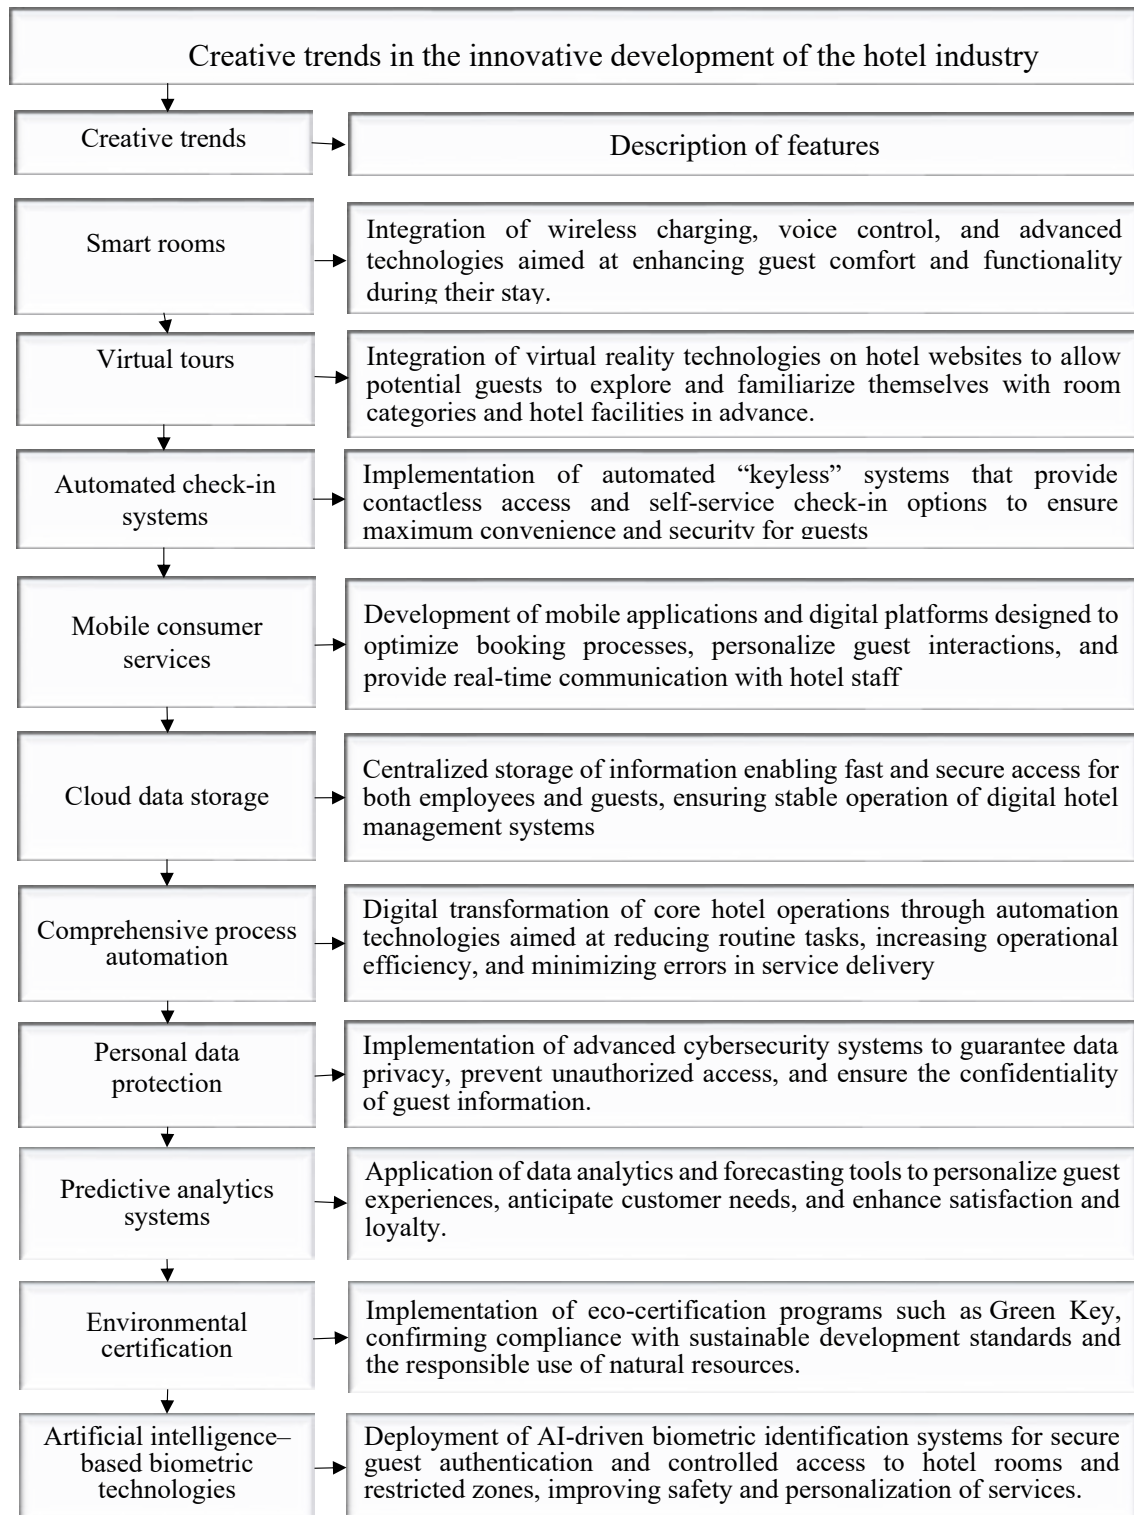 Creative trends in the innovative development of the hotel industry
Creative trends
Description of features
Smart rooms
Integration of wireless charging, voice control, and advanced
technologies aimed at enhancing guest comfort and functionality
during their stay.
Virtual tours
Integration of virtual reality technologies on hotel websites to allow
potential guests to explore and familiarize themselves with room
categories and hotel facilities in advance.
Automated check-in
systems
Implementation of automated “keyless” systems that provide
contactless access and self-service check-in options to ensure
maximum convenience and security for guests
Mobile consumer
services
Development of mobile applications and digital platforms designed to
optimize booking processes, personalize guest interactions, and
provide real-time communication with hotel staff
Cloud data storage
Centralized storage of information enabling fast and secure access for
both employees and guests, ensuring stable operation of digital hotel
management systems
Comprehensive process
automation
Digital transformation of core hotel operations through automation
technologies aimed at reducing routine tasks, increasing operational
efficiency, and minimizing errors in service delivery
Personal data
protection
Implementation of advanced cybersecurity systems to guarantee data
privacy, prevent unauthorized access, and ensure the confidentiality
of guest information.
Predictive analytics
systems
Application of data analytics and forecasting tools to personalize guest
experiences, anticipate customer needs, and enhance satisfaction and
loyalty.
Environmental
certification
Implementation of eco-certification programs such as Green Key,
confirming compliance with sustainable development standards and
the responsible use of natural resources.
Artificial intelligence–
based biometric
technologies
Deployment of AI-driven biometric identification systems for secure
guest authentication and controlled access to hotel rooms and
restricted zones, improving safety and personalization of services.